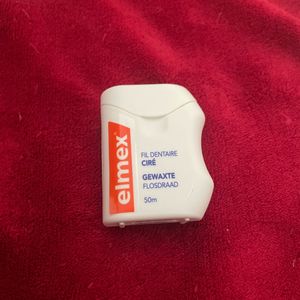 elmex
FIL DENTAIRE
CIRÉ
GEWAXTE
FLOSDRAAD
50m